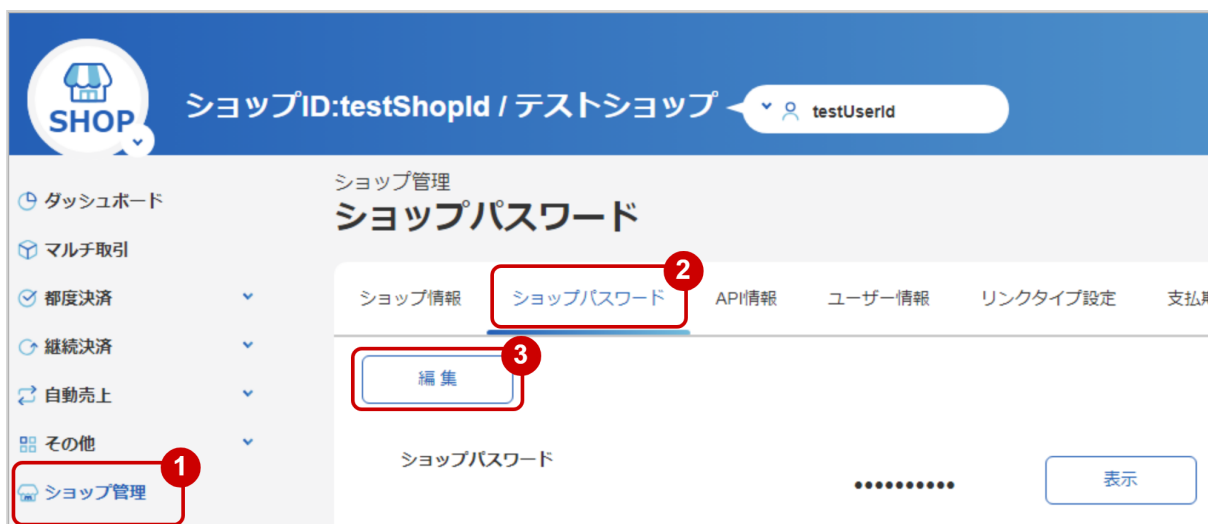 SHOP
ショップID:testShopId / テストショップ
testUserId
ダッシュボード
マルチ取引
都度決済
継続決済
自動売上
その他
1
ショップ管理
ショップ管理
ショップパスワード
2
ショップ情報 ショップパスワード API情報 ユーザー情報 リンクタイプ設定 支払
3
編集
ショップパスワード
•••••••••• 表示